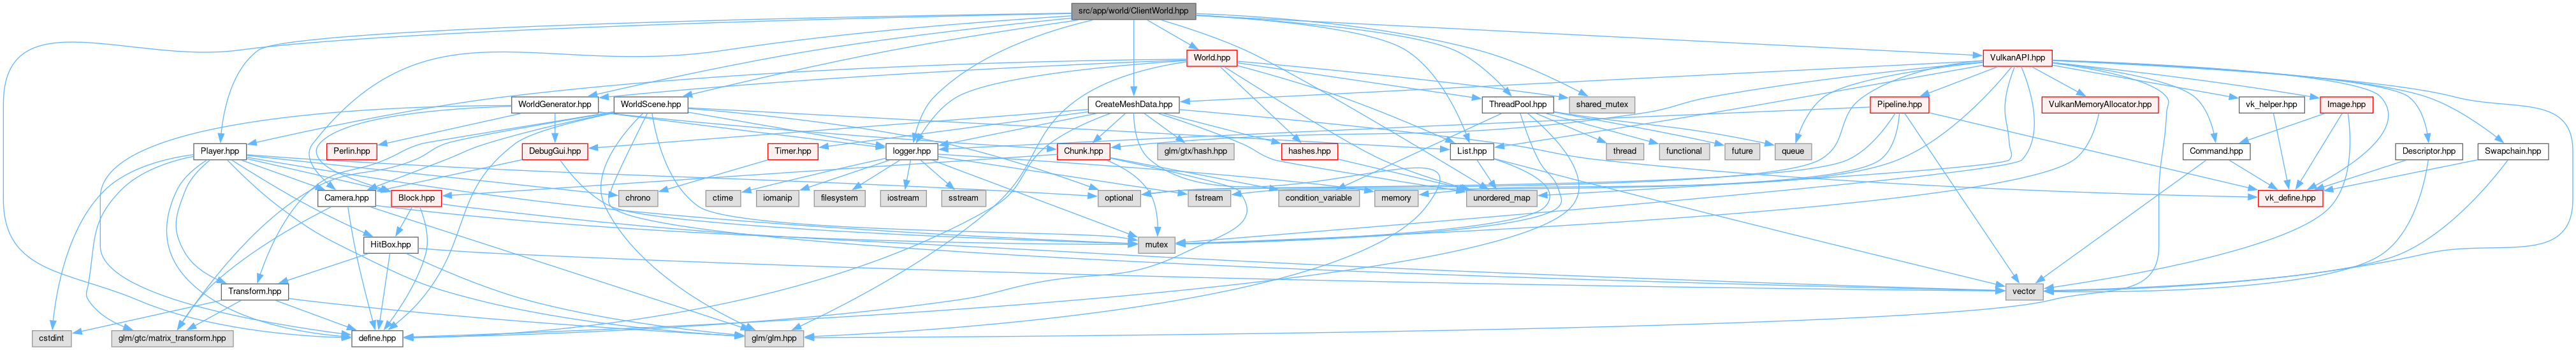 src/app/world/ClientWorld.hpp
World.hpp
VulkanAPI.hpp
WorldGenerator.hpp
WorldScene.hpp
CreateMeshData.hpp
ThreadPool.hpp
shared_mutex
Pipeline.hpp
VulkanMemoryAllocator.hpp
vk_helper.hpp
Image.hpp
Player.hpp
Perlin.hpp
DebugGui.hpp
Timer.hpp
logger.hpp
Chunk.hpp
glm/gtx/hash.hpp
hashes.hpp
List.hpp
thread
functional
future
queue
Command.hpp
Descriptor.hpp
Swapchain.hpp
Camera.hpp
Block.hpp
chrono
optional
ctime
iomanip
filesystem
iostream
sstream
fstream
condition_variable
memory
unordered_map
vk_define.hpp
HitBox.hpp
mutex
Transform.hpp
vector
cstdint
glm/gtc/matrix_transform.hpp
define.hpp
glm/glm.hpp